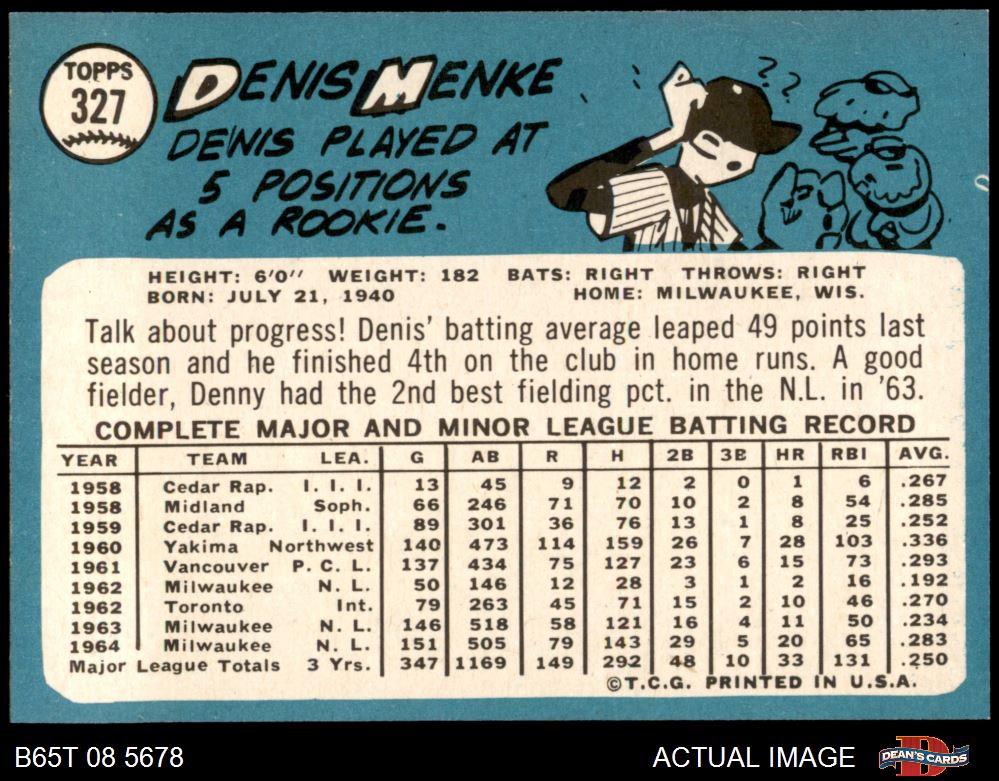 TOPPS
327
DENIS MENKE
DENIS PLAYED AT
5 POSITIONS
AS A ROOKIE.
? ? ?
HEIGHT: 6'0" WEIGHT: 182 BATS: RIGHT THROWS: RIGHT
BORN: JULY 21, 1940 HOME: MILWAUKEE, WIS.
Talk about progress! Denis' batting average leaped 49 points last
season and he finished 4th on the club in home runs. A good
fielder, Denny had the 2nd best fielding pct. in the N.L. in '63.
COMPLETE MAJOR AND MINOR LEAGUE BATTING RECORD
YEAR TEAM LEA. G AB R H 2B 3B HR RBI AVG.
1958 Cedar Rap. I. I. I. 13 45 9 12 2 0 1 6 .267
1958 Midland Soph. 66 246 71 70 10 2 8 54 .285
1959 Cedar Rap. I. I. I. 89 301 36 76 13 1 8 25 .252
1960 Yakima Northwest 140 473 114 159 26 7 28 103 .336
1961 Vancouver P. C. L. 137 434 75 127 23 6 15 73 .293
1962 Milwaukee N. L. 50 146 12 28 3 1 2 16 .192
1962 Toronto Int. 79 263 45 71 15 2 10 46 .270
1963 Milwaukee N. L. 146 518 58 121 16 4 11 50 .234
1964 Milwaukee N. L. 151 505 79 143 29 5 20 65 .283
Major League Totals 3 Yrs. 347 1169 149 292 48 10 33 131 .250
©T.C.G. PRINTED IN U.S.A.
B65T 08 5678 ACTUAL IMAGE DEAN'S CARDS